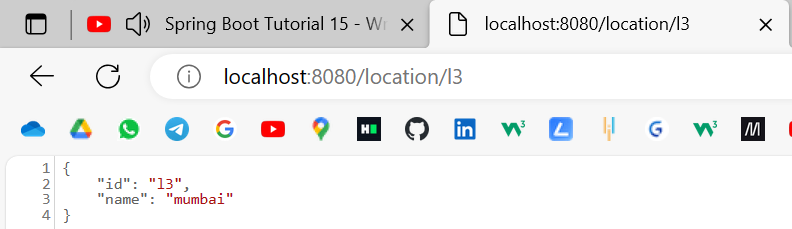 Spring Boot Tutorial 15 - Wr
localhost:8080/location/l3
localhost:8080/location/l3
1 {
2 "id": "l3",
3 "name": "mumbai"
4 }